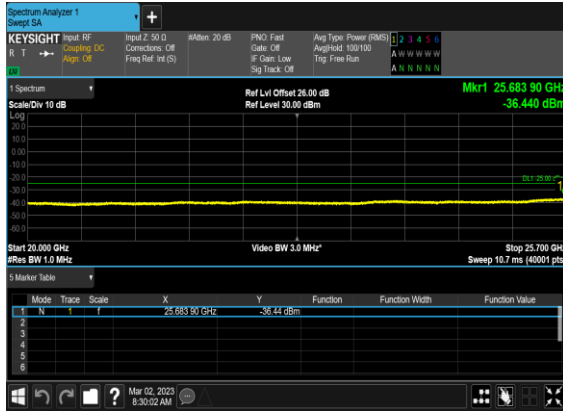 Spectrum Analyzer 1
Swept SA
+
KEYSIGHT Input: RF Input Z: 50 Ω #Atten: 20 dB PNO: Fast Avg Type: Power (RMS) 1 2 3 4 5 6
R T Coupling: DC Corrections: Off Gate: Off Avg|Hold: 100/100 A W W W W W
Align: Off Freq Ref: Int (S) IF Gain: Low Trig: Free Run
LU Sig Track: Off A N N N N N
1 Spectrum Ref Lvl Offset 26.00 dB Mkr1 25.683 90 GHz
Scale/Div 10 dB Ref Level 30.00 dBm -36.440 dBm
Log
20.0
10.0
0.00
-10.0
-20.0
DL1 -25.00
-30.0
1
-40.0
-50.0
-60.0
Start 20.000 GHz Video BW 3.0 MHz* Stop 25.700 GHz
#Res BW 1.0 MHz Sweep 10.7 ms (40001 pts
5 Marker Table
Mode Trace Scale X Y Function Function Width Function Value
1 N 1 f 25.683 90 GHz -36.44 dBm
2
3
4
5
6
? Mar 02, 2023
8:30:02 AM